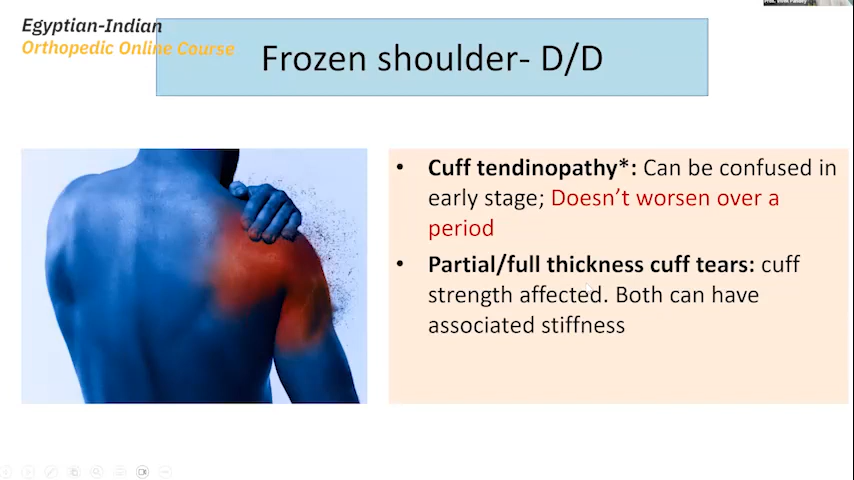 Egyptian-Indian
Orthopedic Online Course
Frozen shoulder- D/D
• Cuff tendinopathy*: Can be confused in
early stage; Doesn’t worsen over a
period
• Partial/full thickness cuff tears: cuff
strength affected. Both can have
associated stiffness